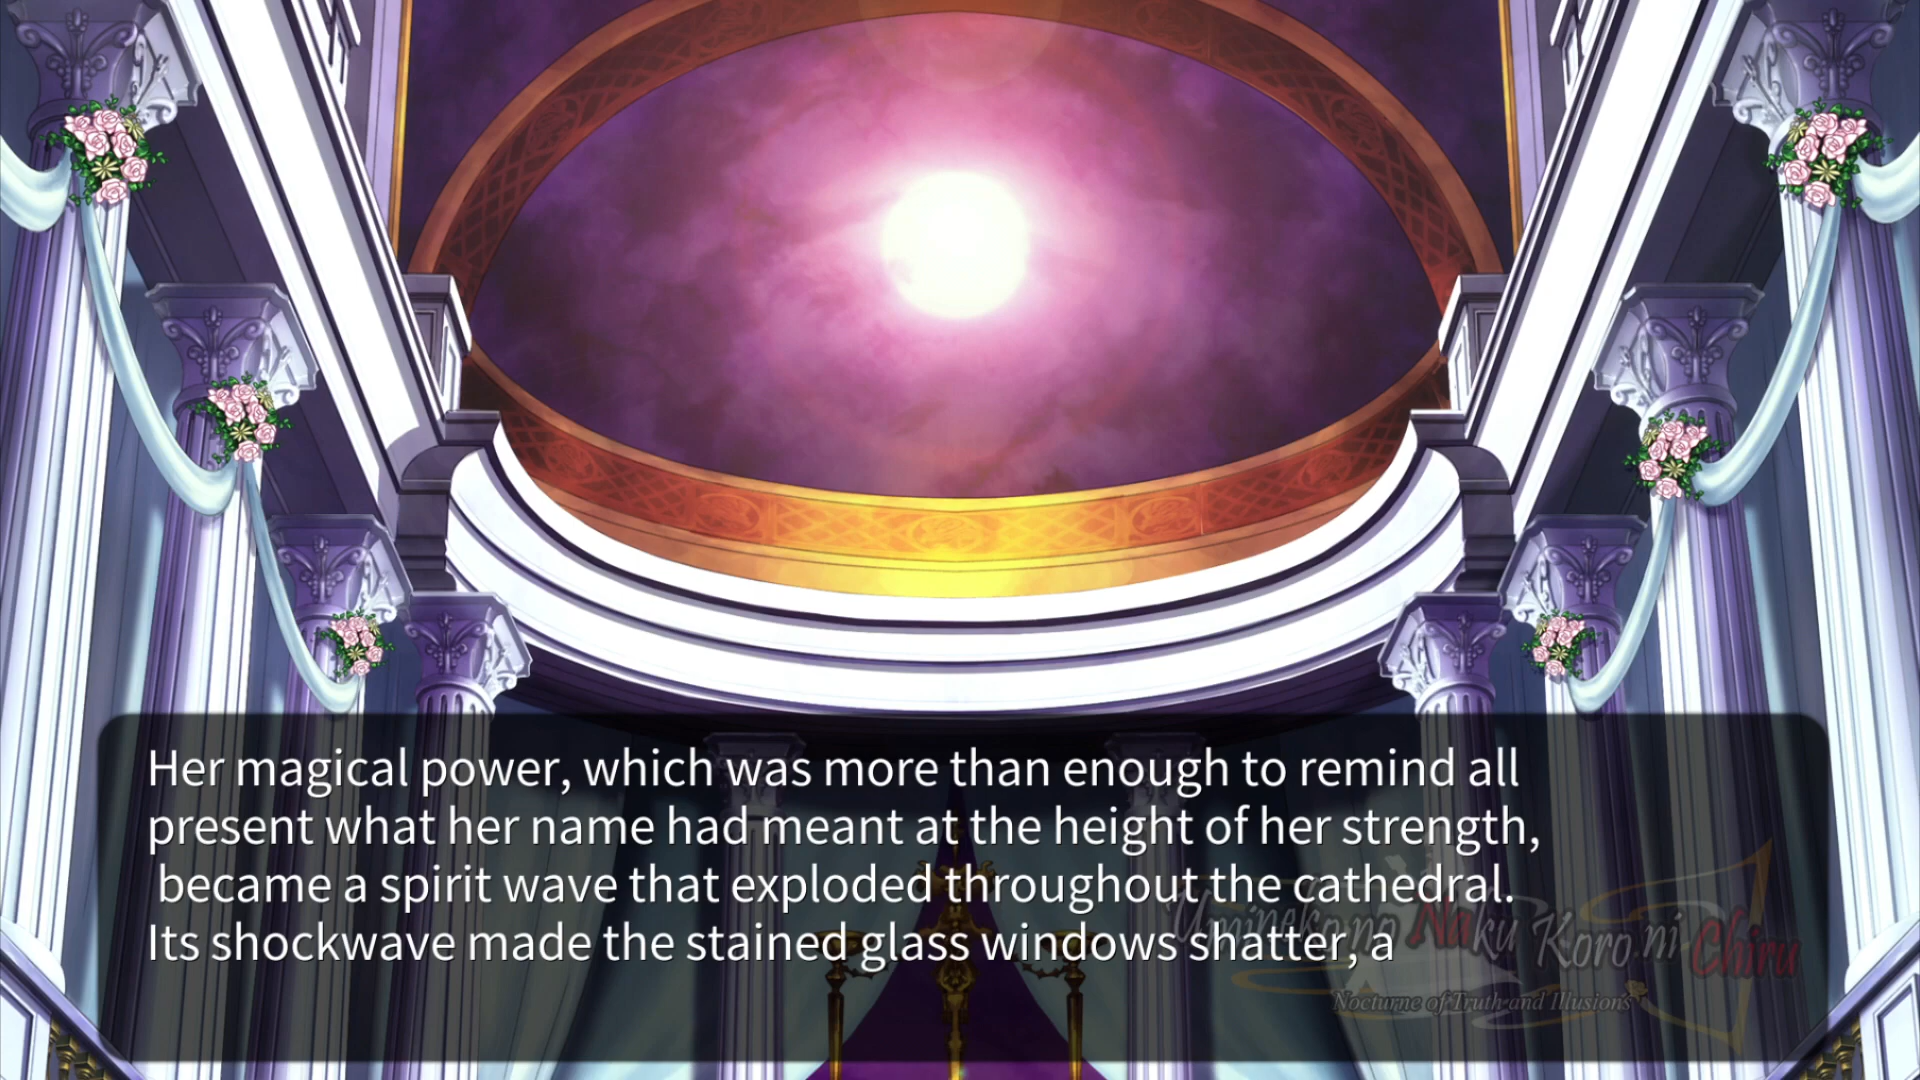 Her magical power, which was more than enough to remind all
present what her name had meant at the height of her strength,
became a spirit wave that exploded throughout the cathedral.
Its shockwave made the stained glass windows shatter, a
Umineko no Naku Koro ni Chiru
Nocturne of Truth and Illusions